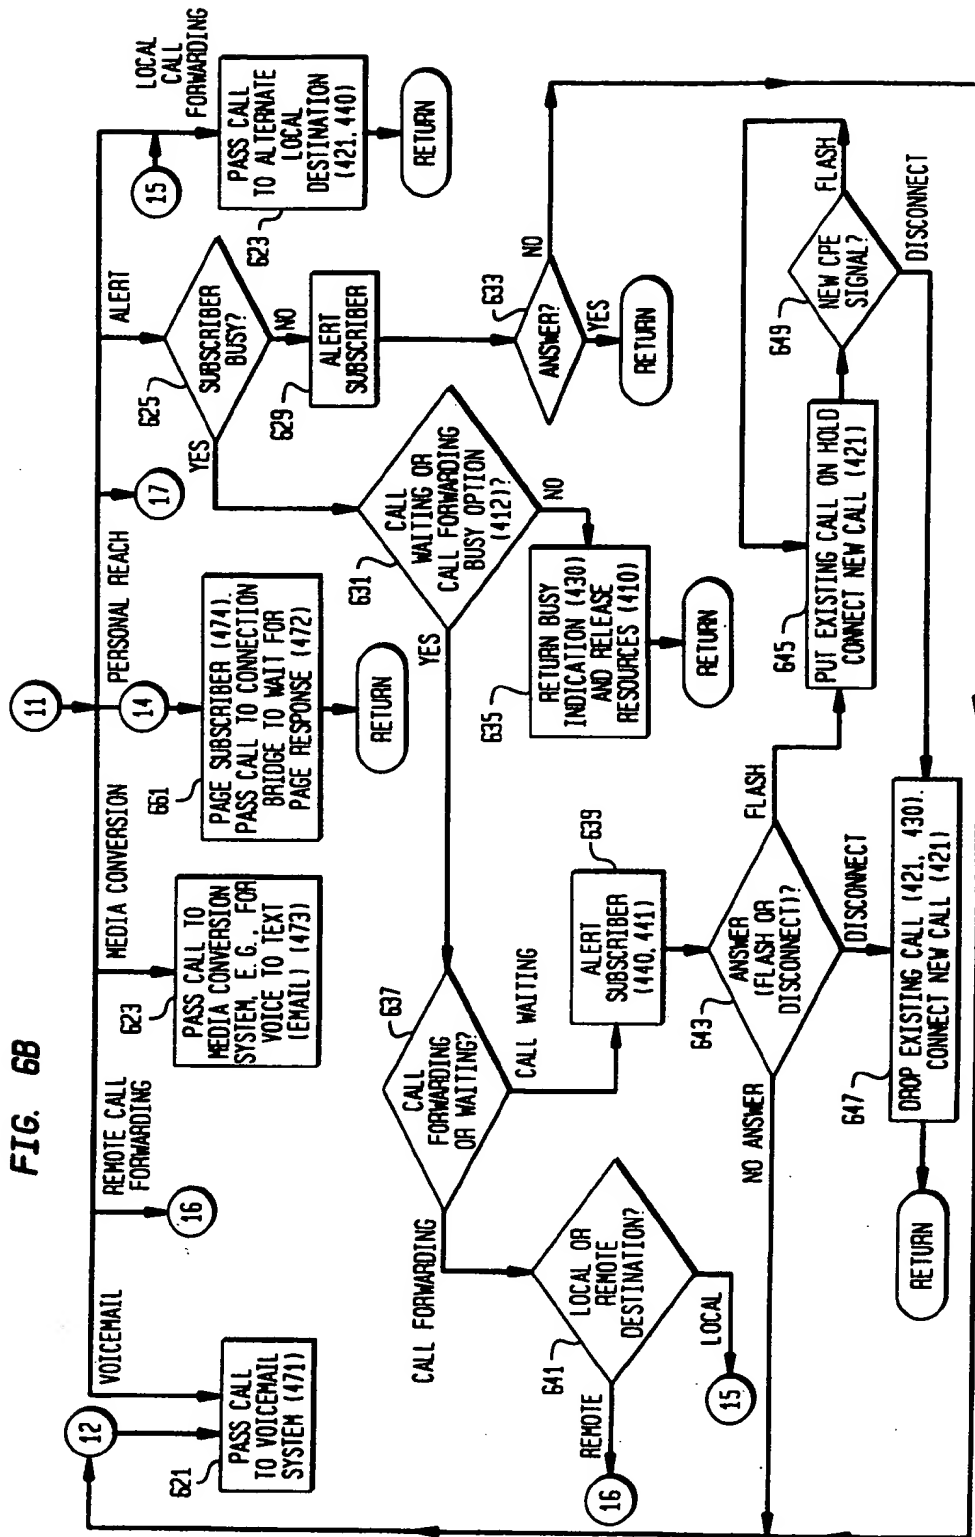 FIG. 6B
11
VOICEMAIL
REMOTE CALL
FORWARDING
MEDIA CONVERSION
PERSONAL REACH
ALERT
LOCAL
CALL
FORWARDING
12
16
14
17
15
621
PASS CALL
TO VOICEMAIL
SYSTEM (471)
623
PASS CALL TO
MEDIA CONVERSION
SYSTEM, E.G., FOR
VOICE TO TEXT
(EMAIL) (473)
661
PAGE SUBSCRIBER (474).
PASS CALL TO CONNECTION
BRIDGE TO WAIT FOR
PAGE RESPONSE (472)
RETURN
625
SUBSCRIBER
BUSY?
YES
NO
623
PASS CALL
TO ALTERNATE
LOCAL
DESTINATION
(421, 440)
RETURN
629
ALERT
SUBSCRIBER
631
CALL
WAITING OR
CALL FORWARDING
BUSY OPTION
(412)?
YES
NO
633
ANSWER?
NO
YES
RETURN
635
RETURN BUSY
INDICATION (430)
AND RELEASE
RESOURCES (410)
RETURN
637
CALL
FORWARDING
OR WAITING?
CALL FORWARDING
CALL WAITING
641
LOCAL OR
REMOTE
DESTINATION?
REMOTE
16
LOCAL
15
639
ALERT
SUBSCRIBER
(440, 441)
643
ANSWER
(FLASH OR
DISCONNECT)?
NO ANSWER
FLASH
DISCONNECT
645
PUT EXISTING CALL ON HOLD
CONNECT NEW CALL (421)
649
NEW CPE
SIGNAL?
FLASH
DISCONNECT
647
DROP EXISTING CALL (421, 430).
CONNECT NEW CALL (421)
RETURN